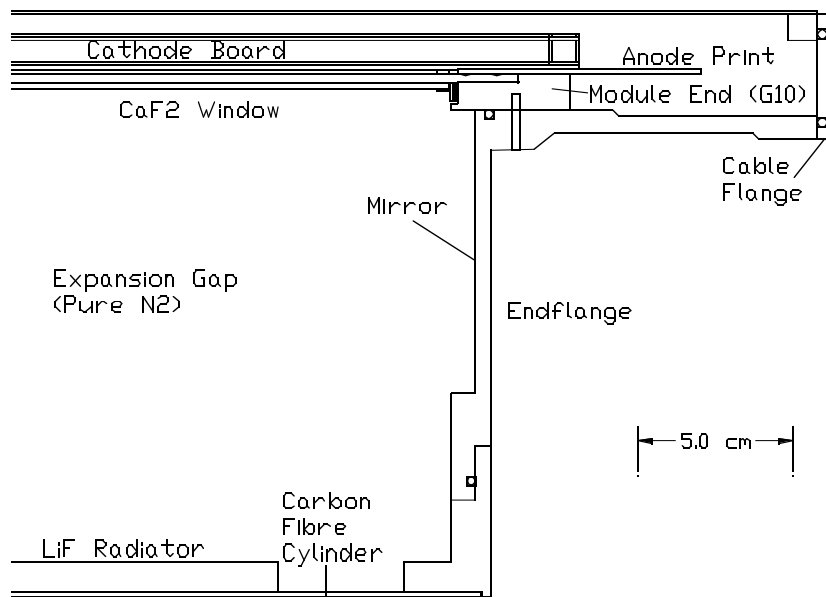 Cathode Board
Anode Print
Module End (G10)
CaF2 Window
Cable
Flange
Mirror
Expansion Gap
(Pure N2)
Endflange
5.0 cm
Carbon
Fibre
Cylinder
LiF Radiator